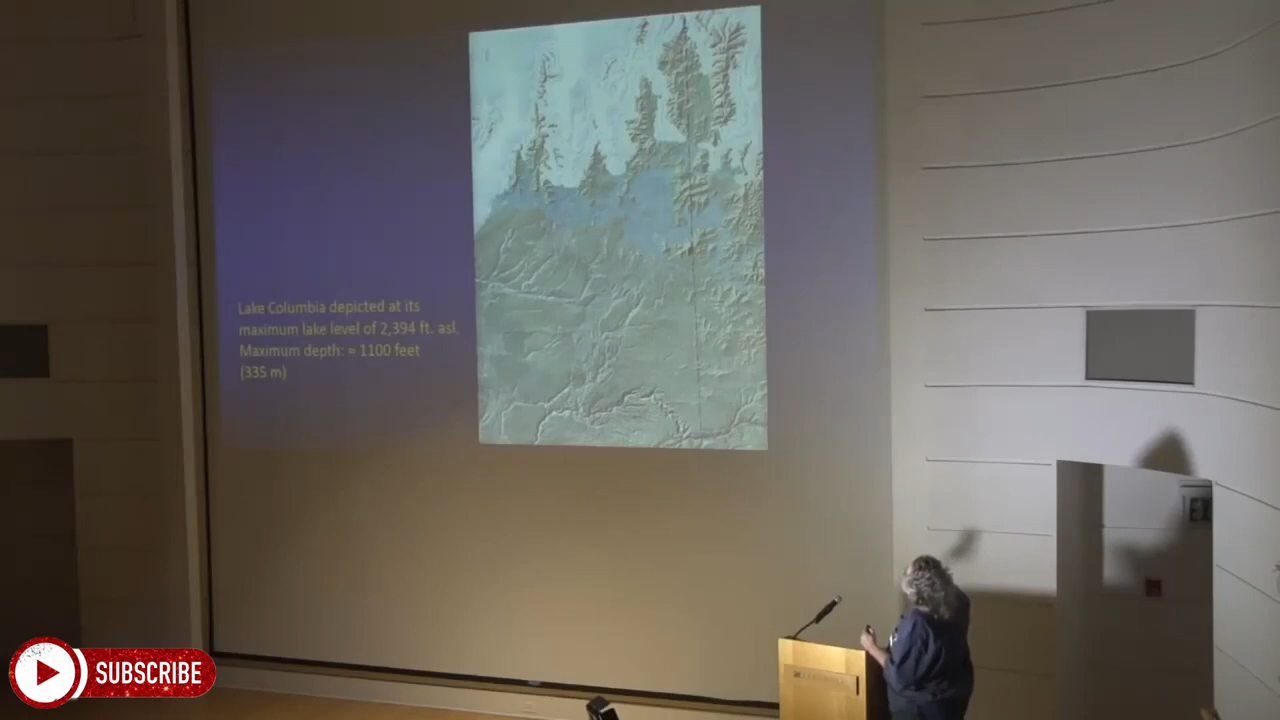 Lake Columbia depicted at its
maximum lake level of 2,394 ft. asl.
Maximum depth: ≈ 1100 feet
(335 m)
SUBSCRIBE